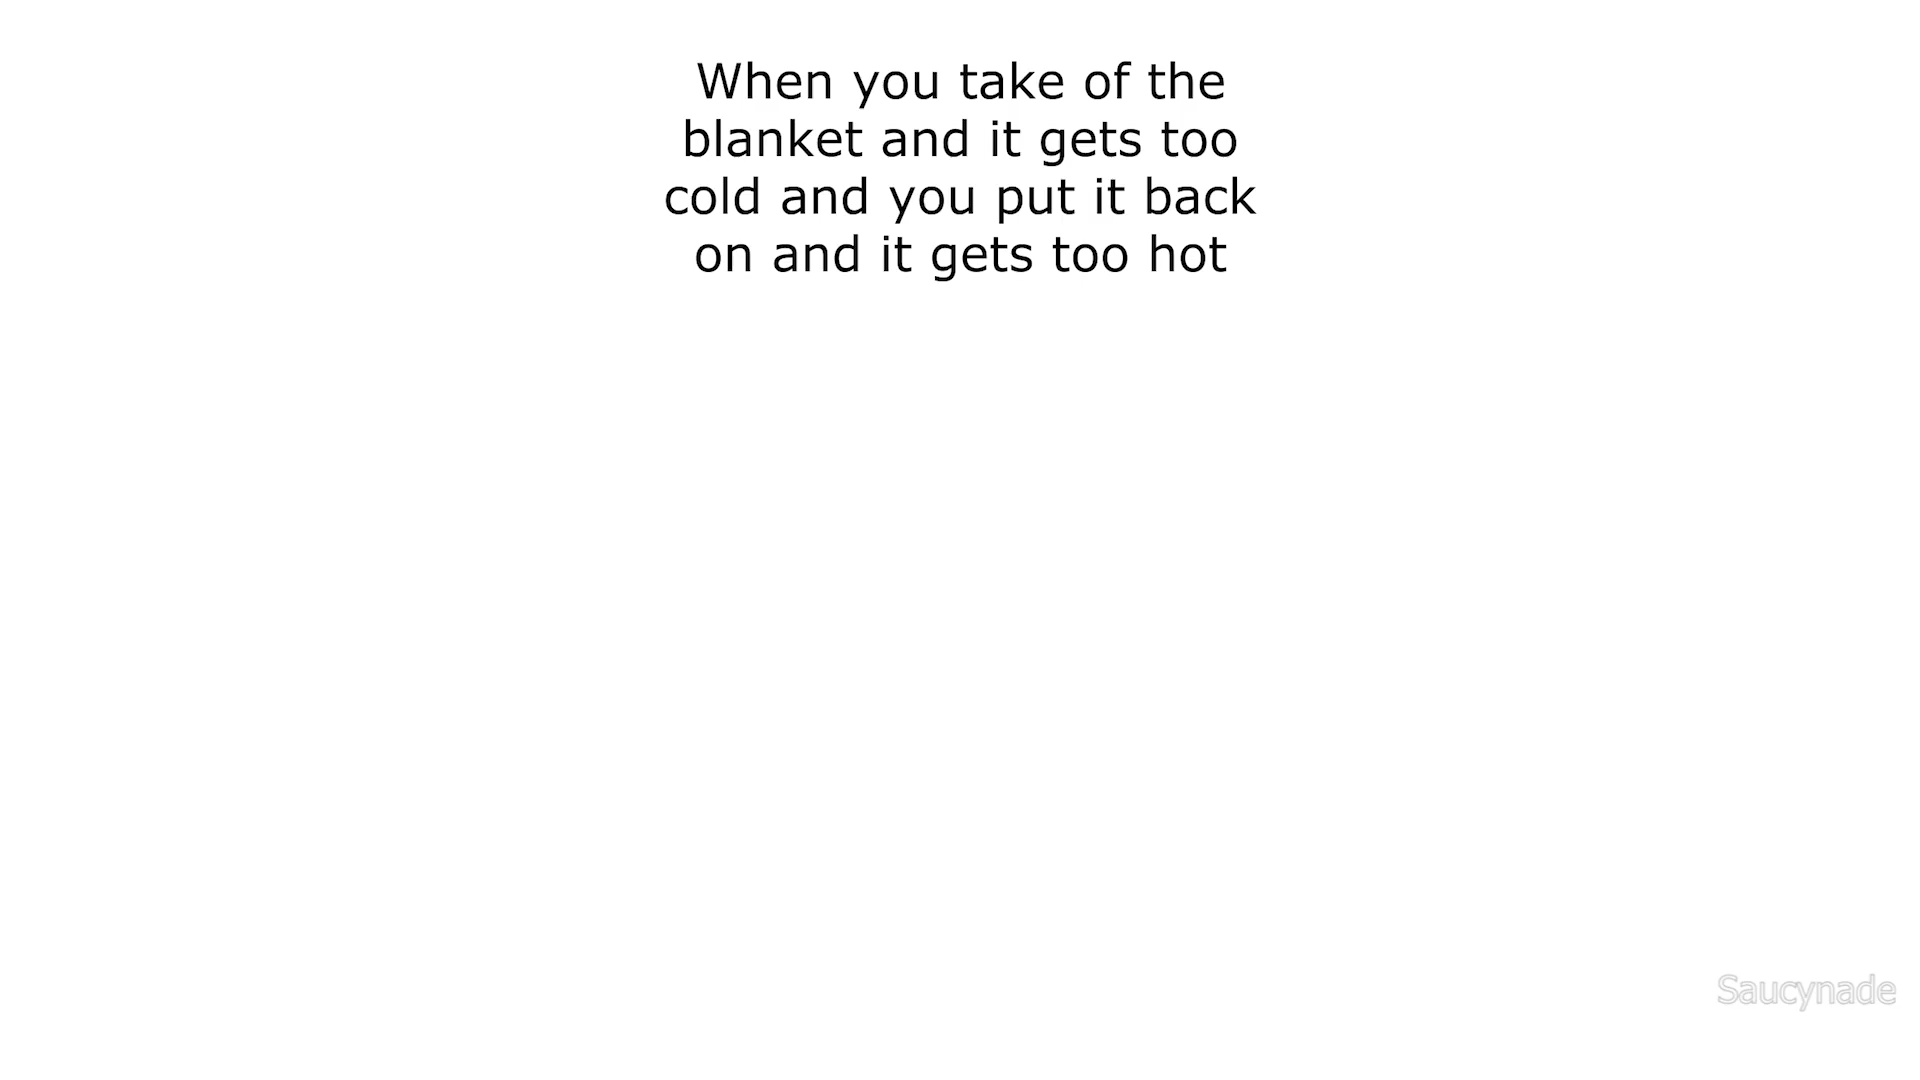 When you take of the
blanket and it gets too
cold and you put it back
on and it gets too hot
Saucynade